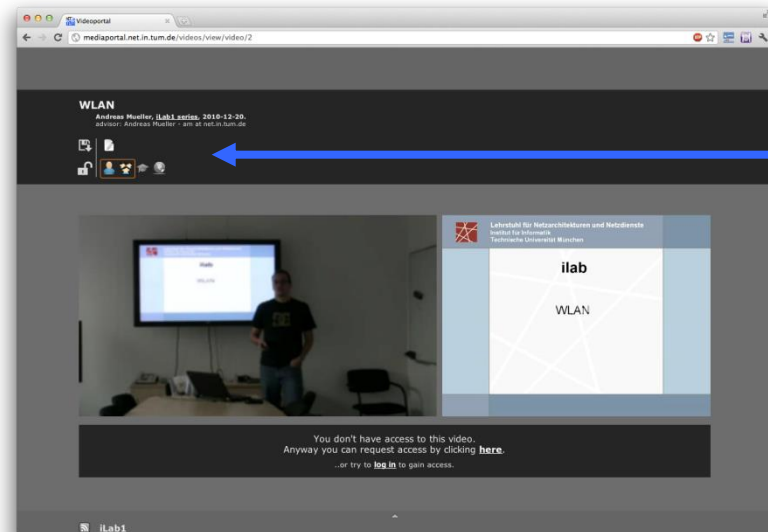 Videoportal
mediaportal.net.in.tum.de/videos/view/video/2
WLAN
Andreas Mueller, iLab1 series, 2010-12-20.
advisor: Andreas Mueller - am at net.in.tum.de
Lehrstuhl für Netzarchitekturen und Netzdienste
Institut für Informatik
Technische Universität München
ilab
WLAN
ilab
WLAN
You don't have access to this video.
Anyway you can request access by clicking here.
..or try to log in to gain access.
iLab1